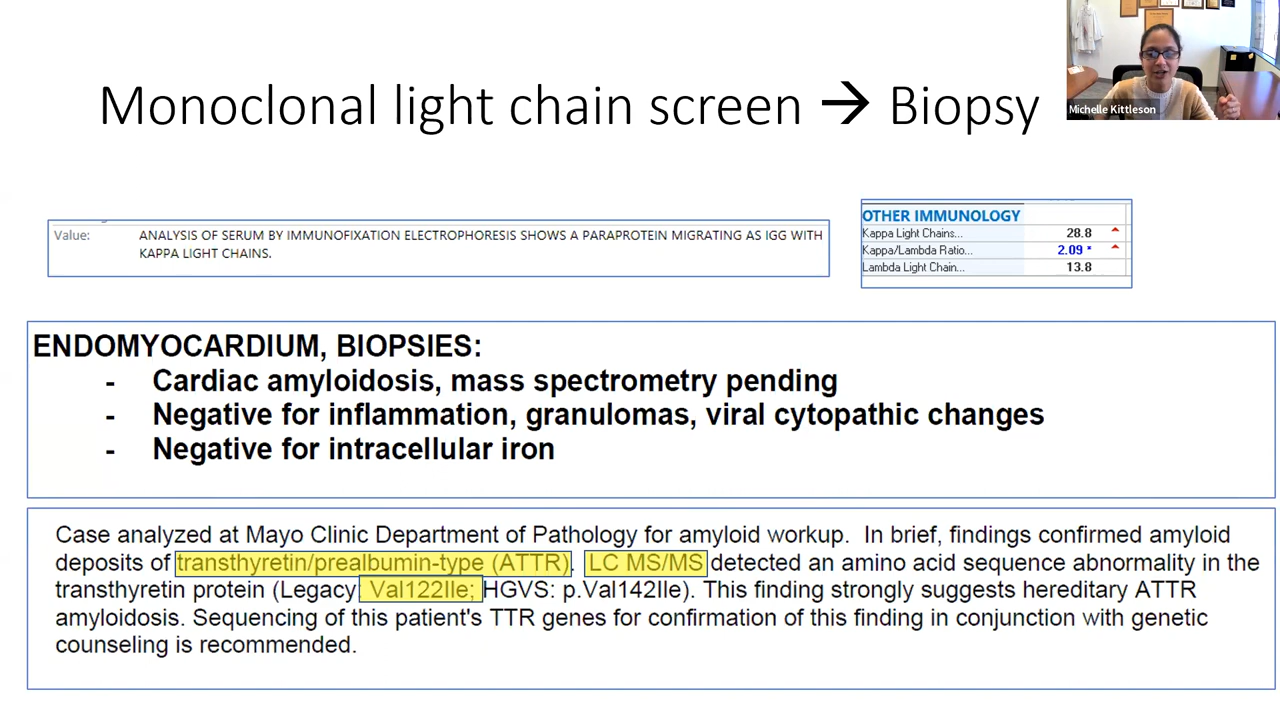 Monoclonal light chain screen → Biopsy
Michelle Kittleson
Value: ANALYSIS OF SERUM BY IMMUNOFIXATION ELECTROPHORESIS SHOWS A PARAPROTEIN MIGRATING AS IGG WITH
KAPPA LIGHT CHAINS.
OTHER IMMUNOLOGY
Kappa Light Chains... 28.8
Kappa/Lambda Ratio... 2.09 *
Lambda Light Chain... 13.8
ENDOMYOCARDIUM, BIOPSIES:
- Cardiac amyloidosis, mass spectrometry pending
- Negative for inflammation, granulomas, viral cytopathic changes
- Negative for intracellular iron
Case analyzed at Mayo Clinic Department of Pathology for amyloid workup. In brief, findings confirmed amyloid
deposits of transthyretin/prealbumin-type (ATTR). LC MS/MS detected an amino acid sequence abnormality in the
transthyretin protein (Legacy: Val122Ile; HGVS: p.Val142Ile). This finding strongly suggests hereditary ATTR
amyloidosis. Sequencing of this patient's TTR genes for confirmation of this finding in conjunction with genetic
counseling is recommended.